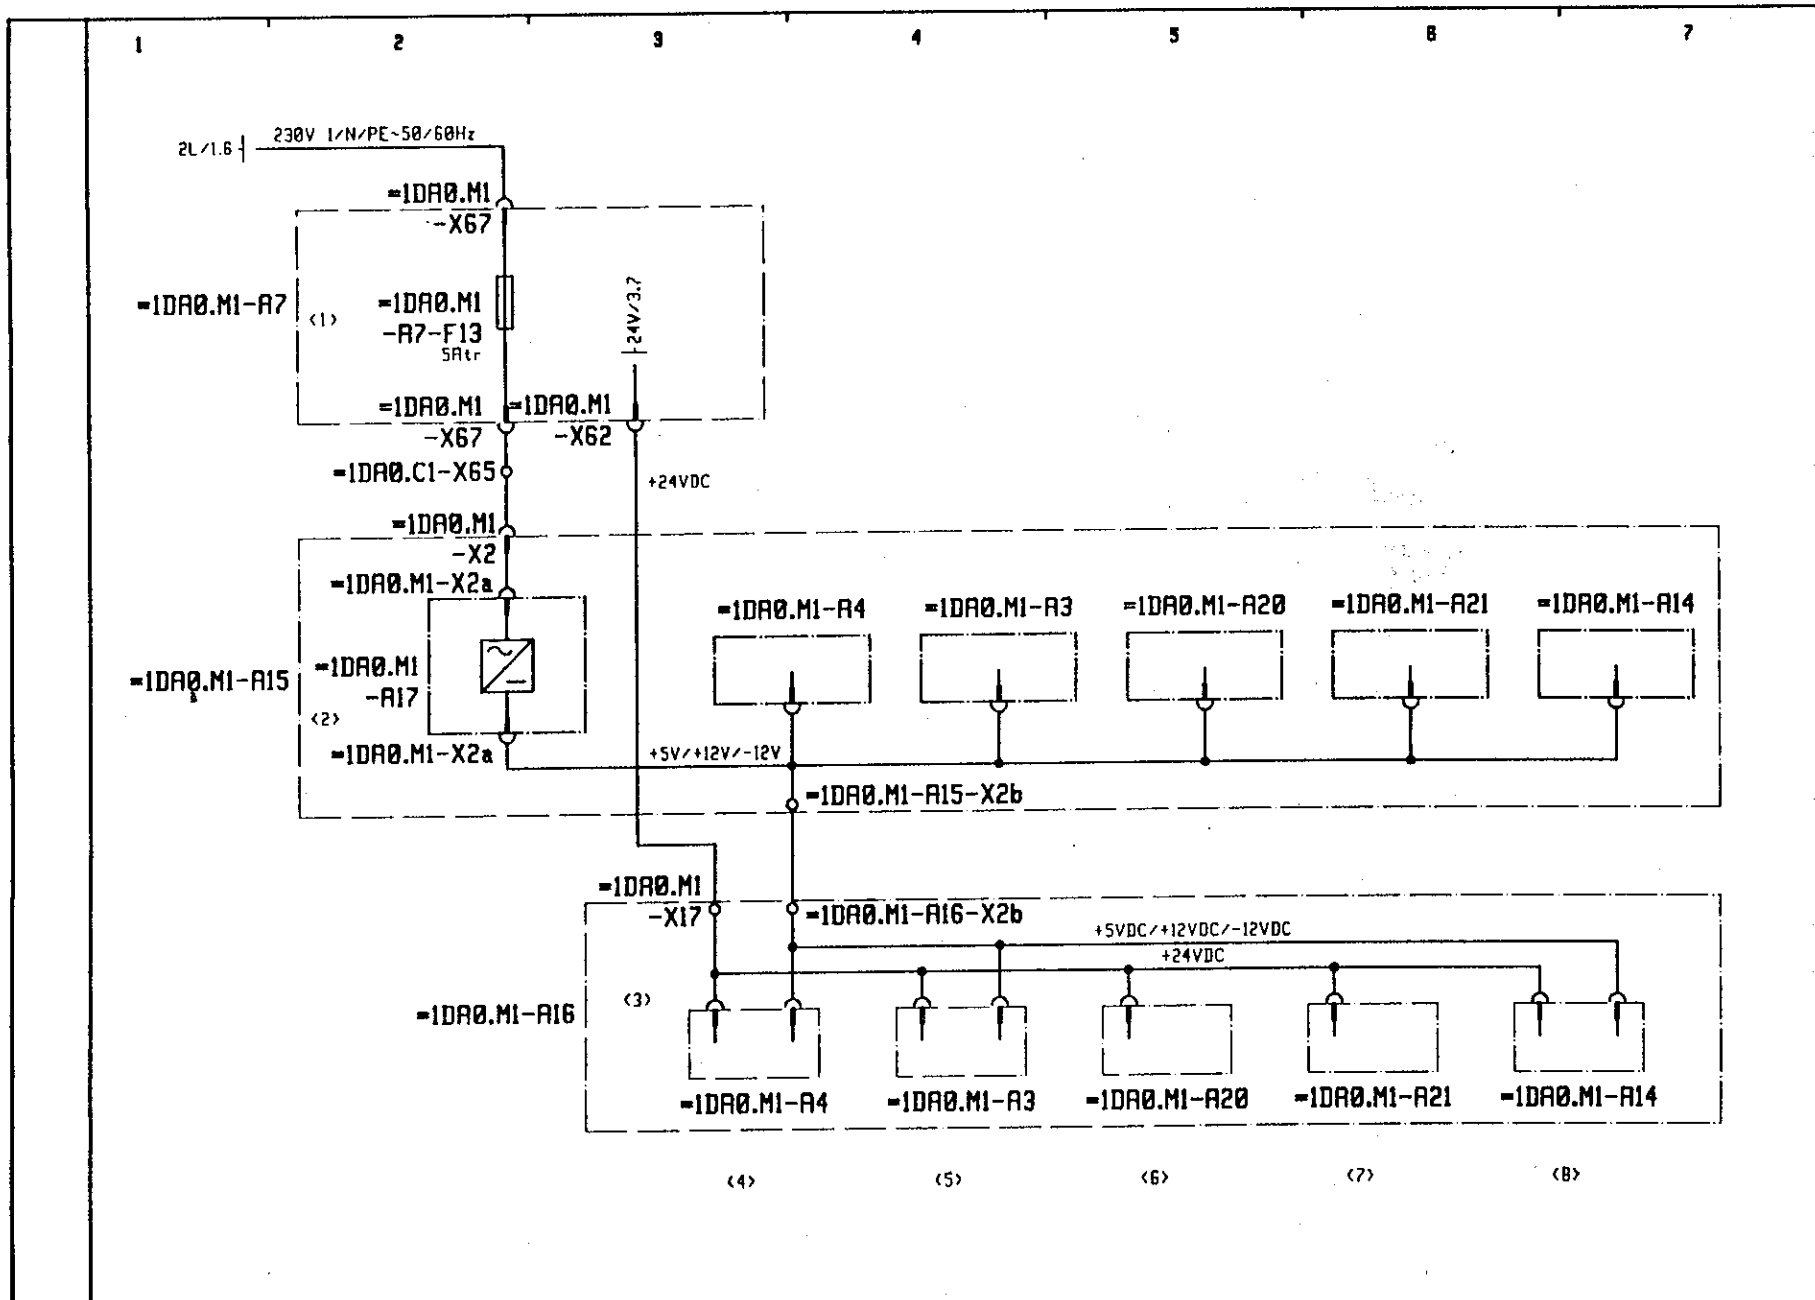 1 2 3 4 5 6 7
2L/1.6 230V 1/N/PE~50/60Hz
=1DA0.M1
-X67
=1DA0.M1-A7
<1>
=1DA0.M1
-A7-F13
5Atr
24V/3.7
=1DA0.M1
-X67
=1DA0.M1
-X62
=1DA0.C1-X65
+24VDC
=1DA0.M1
-X2
=1DA0.M1-X2a
=1DA0.M1-A4 =1DA0.M1-A3 =1DA0.M1-A20 =1DA0.M1-A21 =1DA0.M1-A14
=1DA0.M1-A15
=1DA0.M1
-A17
<2>
=1DA0.M1-X2a
+5V/+12V/-12V
=1DA0.M1-A15-X2b
=1DA0.M1
-X17
=1DA0.M1-A16-X2b
+5VDC/+12VDC/-12VDC
+24VDC
<3>
=1DA0.M1-A16
=1DA0.M1-A4 =1DA0.M1-A3 =1DA0.M1-A20 =1DA0.M1-A21 =1DA0.M1-A14
<4> <5> <6> <7> <8>